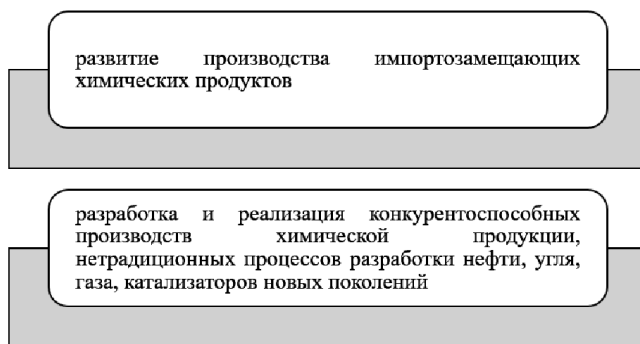 развитие производства импортозамещающих
химических продуктов
разработка и реализация конкурентоспособных
производств химической продукции,
нетрадиционных процессов разработки нефти, угля,
газа, катализаторов новых поколений